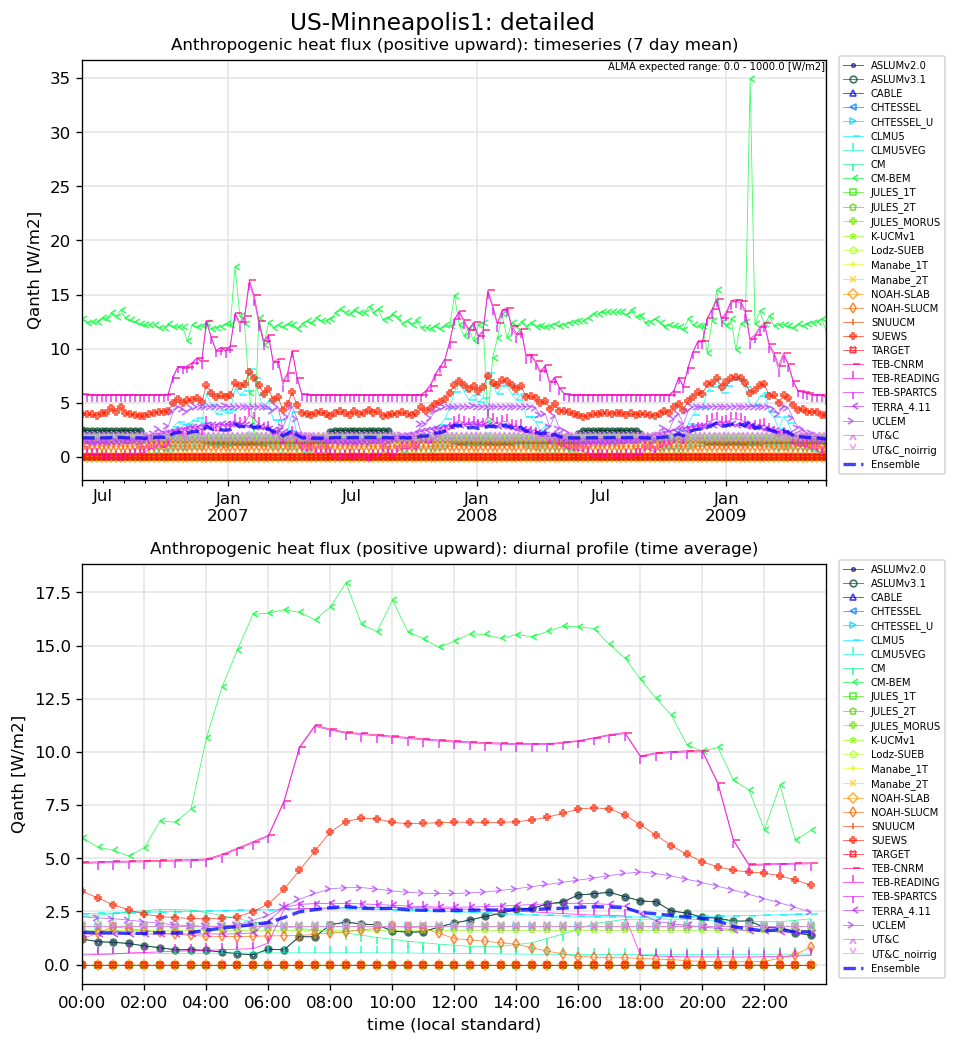 US-Minneapolis1: detailed
Anthropogenic heat flux (positive upward): timeseries (7 day mean)
ALMA expected range: 0.0 - 1000.0 [W/m2]
Qanth [W/m2]
35
30
25
20
15
10
5
0
Jul
Jan
2007
Jul
Jan
2008
Jul
Jan
2009
ASLUMv2.0
ASLUMv3.1
CABLE
CHTESSEL
CHTESSEL_U
CLMU5
CLMU5VEG
CM
CM-BEM
JULES_1T
JULES_2T
JULES_MORUS
K-UCMv1
Lodz-SUEB
Manabe_1T
Manabe_2T
NOAH-SLAB
NOAH-SLUCM
SNUUCM
SUEWS
TARGET
TEB-CNRM
TEB-READING
TEB-SPARTCS
TERRA_4.11
UCLEM
UT&C
UT&C_noirrig
Ensemble
Anthropogenic heat flux (positive upward): diurnal profile (time average)
Qanth [W/m2]
17.5
15.0
12.5
10.0
7.5
5.0
2.5
0.0
00:00
02:00
04:00
06:00
08:00
10:00
12:00
14:00
16:00
18:00
20:00
22:00
time (local standard)
ASLUMv2.0
ASLUMv3.1
CABLE
CHTESSEL
CHTESSEL_U
CLMU5
CLMU5VEG
CM
CM-BEM
JULES_1T
JULES_2T
JULES_MORUS
K-UCMv1
Lodz-SUEB
Manabe_1T
Manabe_2T
NOAH-SLAB
NOAH-SLUCM
SNUUCM
SUEWS
TARGET
TEB-CNRM
TEB-READING
TEB-SPARTCS
TERRA_4.11
UCLEM
UT&C
UT&C_noirrig
Ensemble